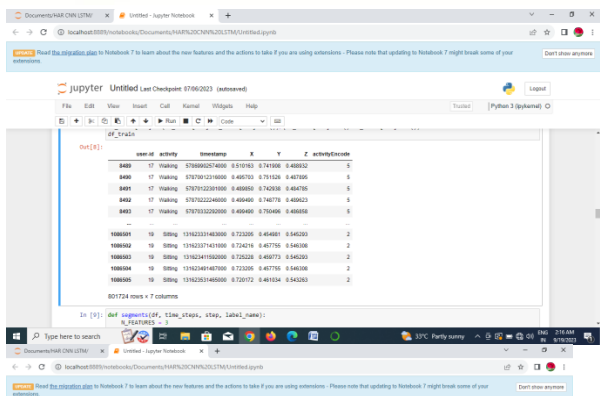 Documents/HAR CNN LSTM/ Untitled - Jupyter Notebook
localhost:8889/notebooks/Documents/HAR%20CNN%20LSTM/Untitled.ipynb
UPDATE Read the migration plan to Notebook 7 to learn about the new features and the actions to take if you are using extensions - Please note that updating to Notebook 7 might break some of your
extensions.
Don't show anymore
jupyter Untitled Last Checkpoint: 07/06/2023 (autosaved) Logout
File Edit View Insert Cell Kernel Widgets Help Trusted Python 3 (ipykernel)
Run Code
df_train
Out[8]:
user-id activity timestamp X Y Z activityEncode
8489 17 Walking 0.510163 0.741808 0.486932 5
8490 17 Walking 57870012316000 0.495703 0.751526 0.487895 5
8491 17 Walking 57870122391000 0.489850 0.742838 0.484785 5
8492 17 Walking 57870222246000 0.499490 0.748778 0.489623 5
8493 17 Walking 57870332292000 0.499490 0.750496 0.486858 5
... ... ... ... ... ... ... ...
1086501 19 Sitting 131623331483000 0.723205 0.454981 0.545293 2
1086502 19 Sitting 131623371431000 0.724216 0.457755 0.546308 2
1086503 19 Sitting 131623411592000 0.725228 0.459773 0.545293 2
1086504 19 Sitting 131623491487000 0.723205 0.457755 0.546308 2
1086505 19 Sitting 131623531465000 0.720172 0.461034 0.543263 2
801724 rows × 7 columns
In [9]: def segments(df, time_steps, step, label_name):
N_FEATURES = 3
Type here to search 33°C Partly sunny ENG 2:16 AM
IN 9/19/2023
Documents/HAR CNN LSTM/ Untitled - Jupyter Notebook
localhost:8889/notebooks/Documents/HAR%20CNN%20LSTM/Untitled.ipynb
UPDATE Read the migration plan to Notebook 7 to learn about the new features and the actions to take if you are using extensions - Please note that updating to Notebook 7 might break some of your
extensions.
Don't show anymore